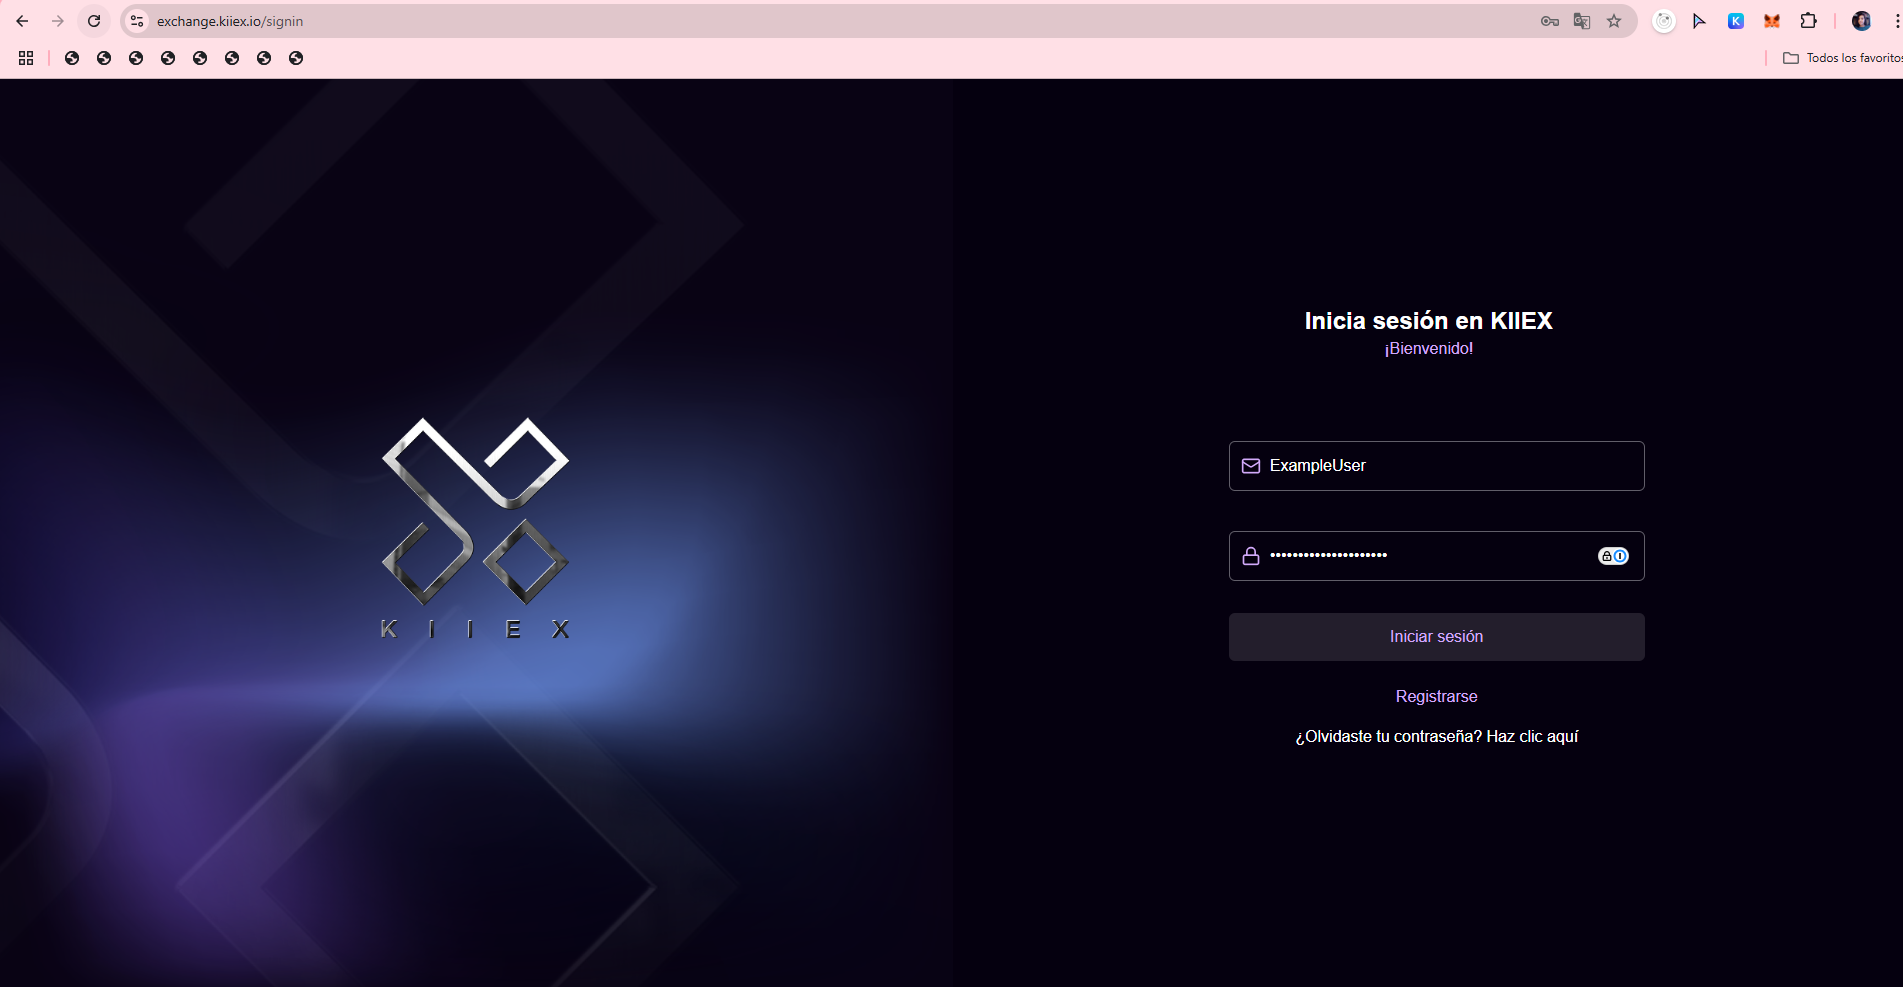 exchange.kiiex.io/signin
Todos los favoritos
KIIEX
Inicia sesión en KIIEX
¡Bienvenido!
ExampleUser
•••••••••••••••••••••
Iniciar sesión
Registrarse
¿Olvidaste tu contraseña? Haz clic aquí